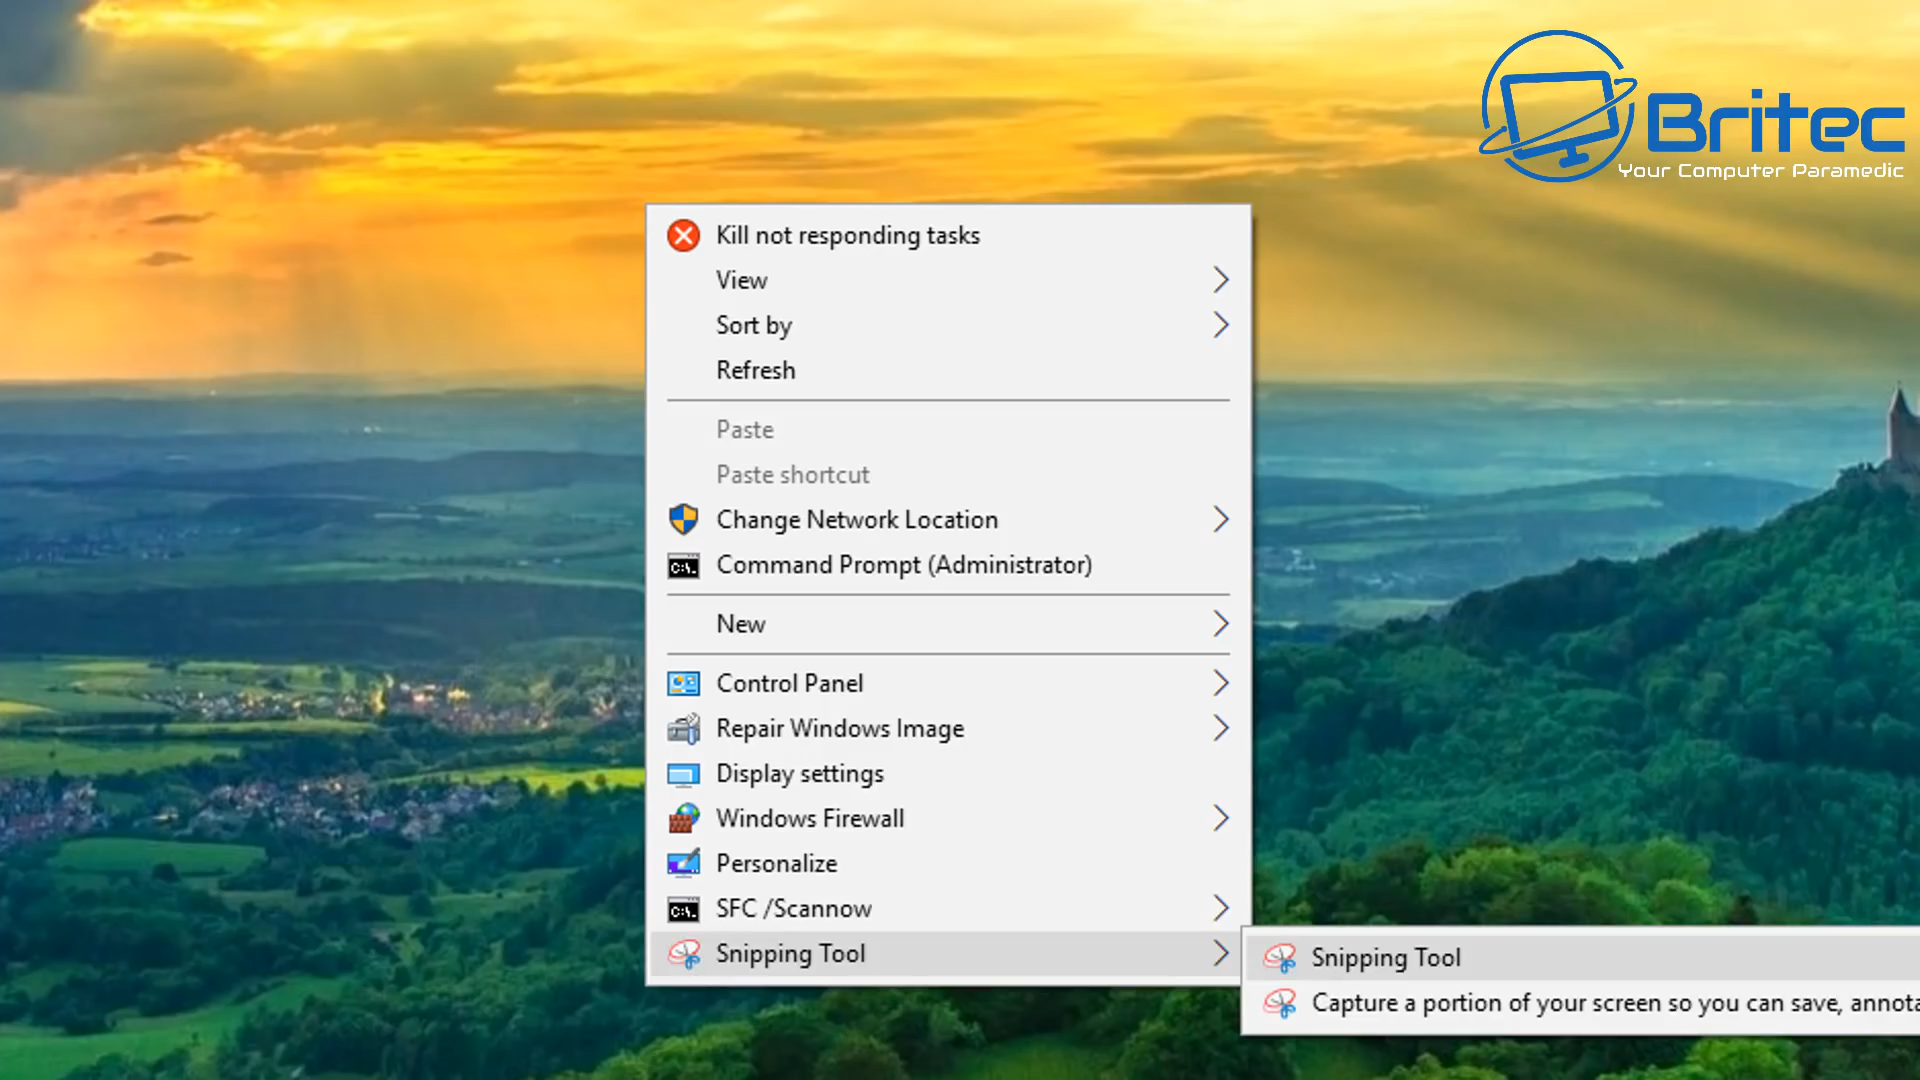 Britec
Your Computer Paramedic
Kill not responding tasks
View
Sort by
Refresh
Paste
Paste shortcut
Change Network Location
C:\.
Command Prompt (Administrator)
New
Control Panel
Repair Windows Image
Display settings
Windows Firewall
Personalize
C:\.
SFC /Scannow
Snipping Tool
Snipping Tool
Capture a portion of your screen so you can save, annota